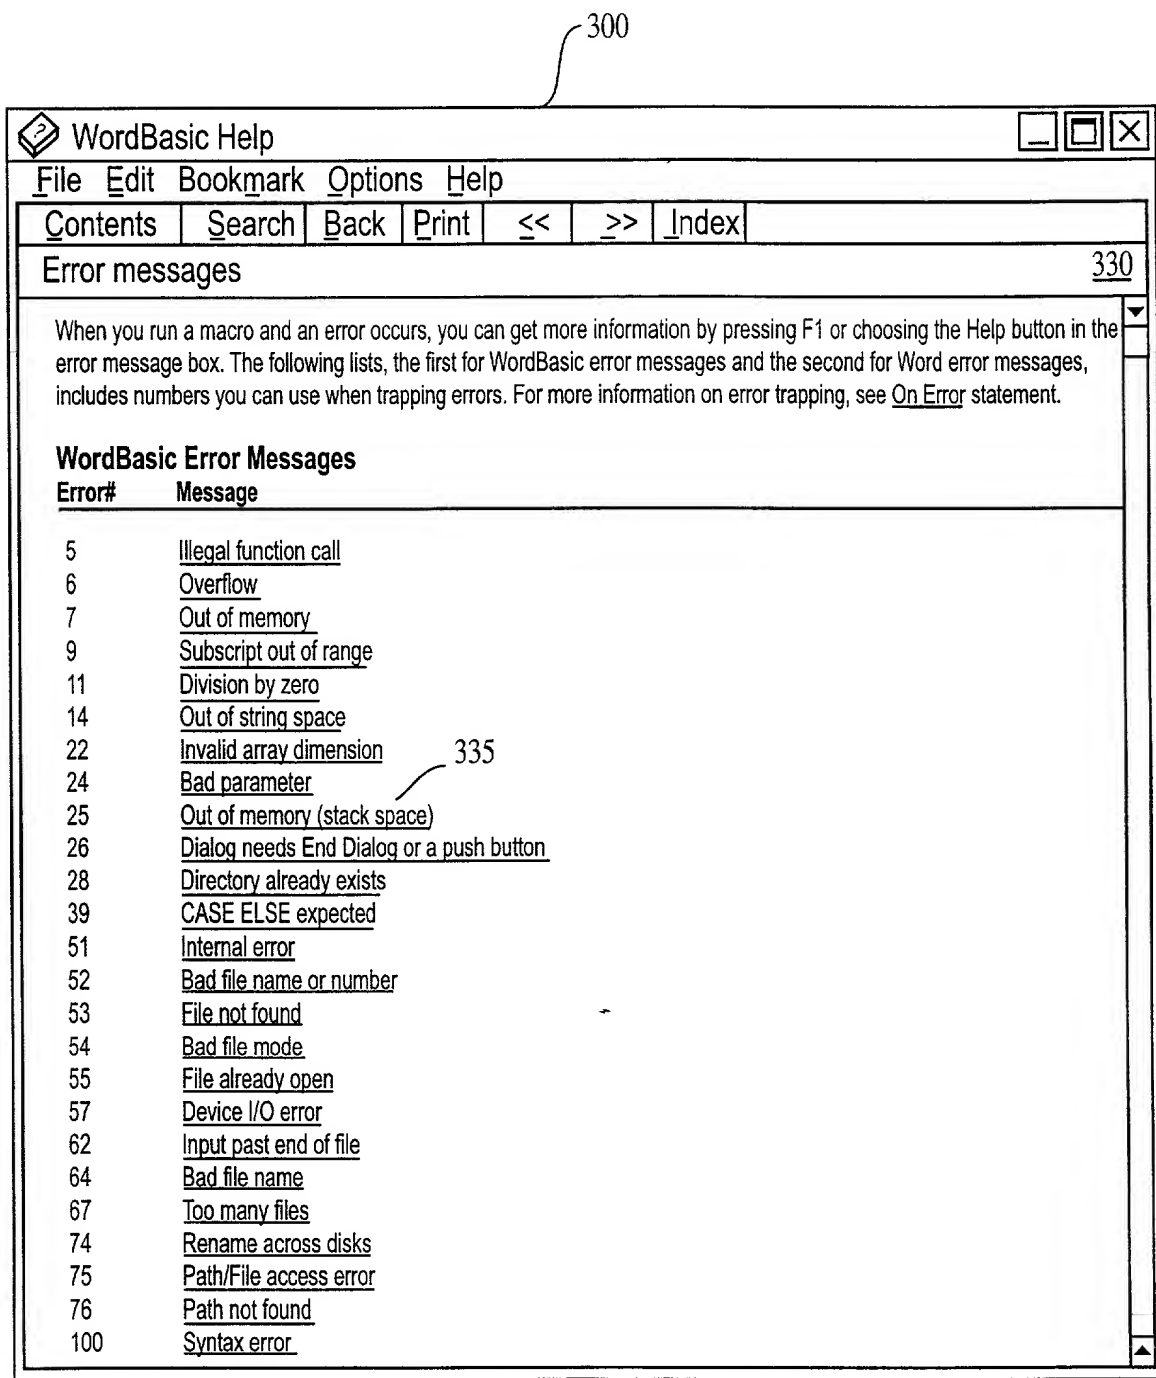 300
WordBasic Help
File Edit Bookmark Options Help
Contents Search Back Print << >> Index
Error messages 330
When you run a macro and an error occurs, you can get more information by pressing F1 or choosing the Help button in the
error message box. The following lists, the first for WordBasic error messages and the second for Word error messages,
includes numbers you can use when trapping errors. For more information on error trapping, see On Error statement.
WordBasic Error Messages
Error# Message
5 Illegal function call
6 Overflow
7 Out of memory
9 Subscript out of range
11 Division by zero
14 Out of string space
22 Invalid array dimension 335
24 Bad parameter
25 Out of memory (stack space)
26 Dialog needs End Dialog or a push button
28 Directory already exists
39 CASE ELSE expected
51 Internal error
52 Bad file name or number
53 File not found
54 Bad file mode
55 File already open
57 Device I/O error
62 Input past end of file
64 Bad file name
67 Too many files
74 Rename across disks
75 Path/File access error
76 Path not found
100 Syntax error